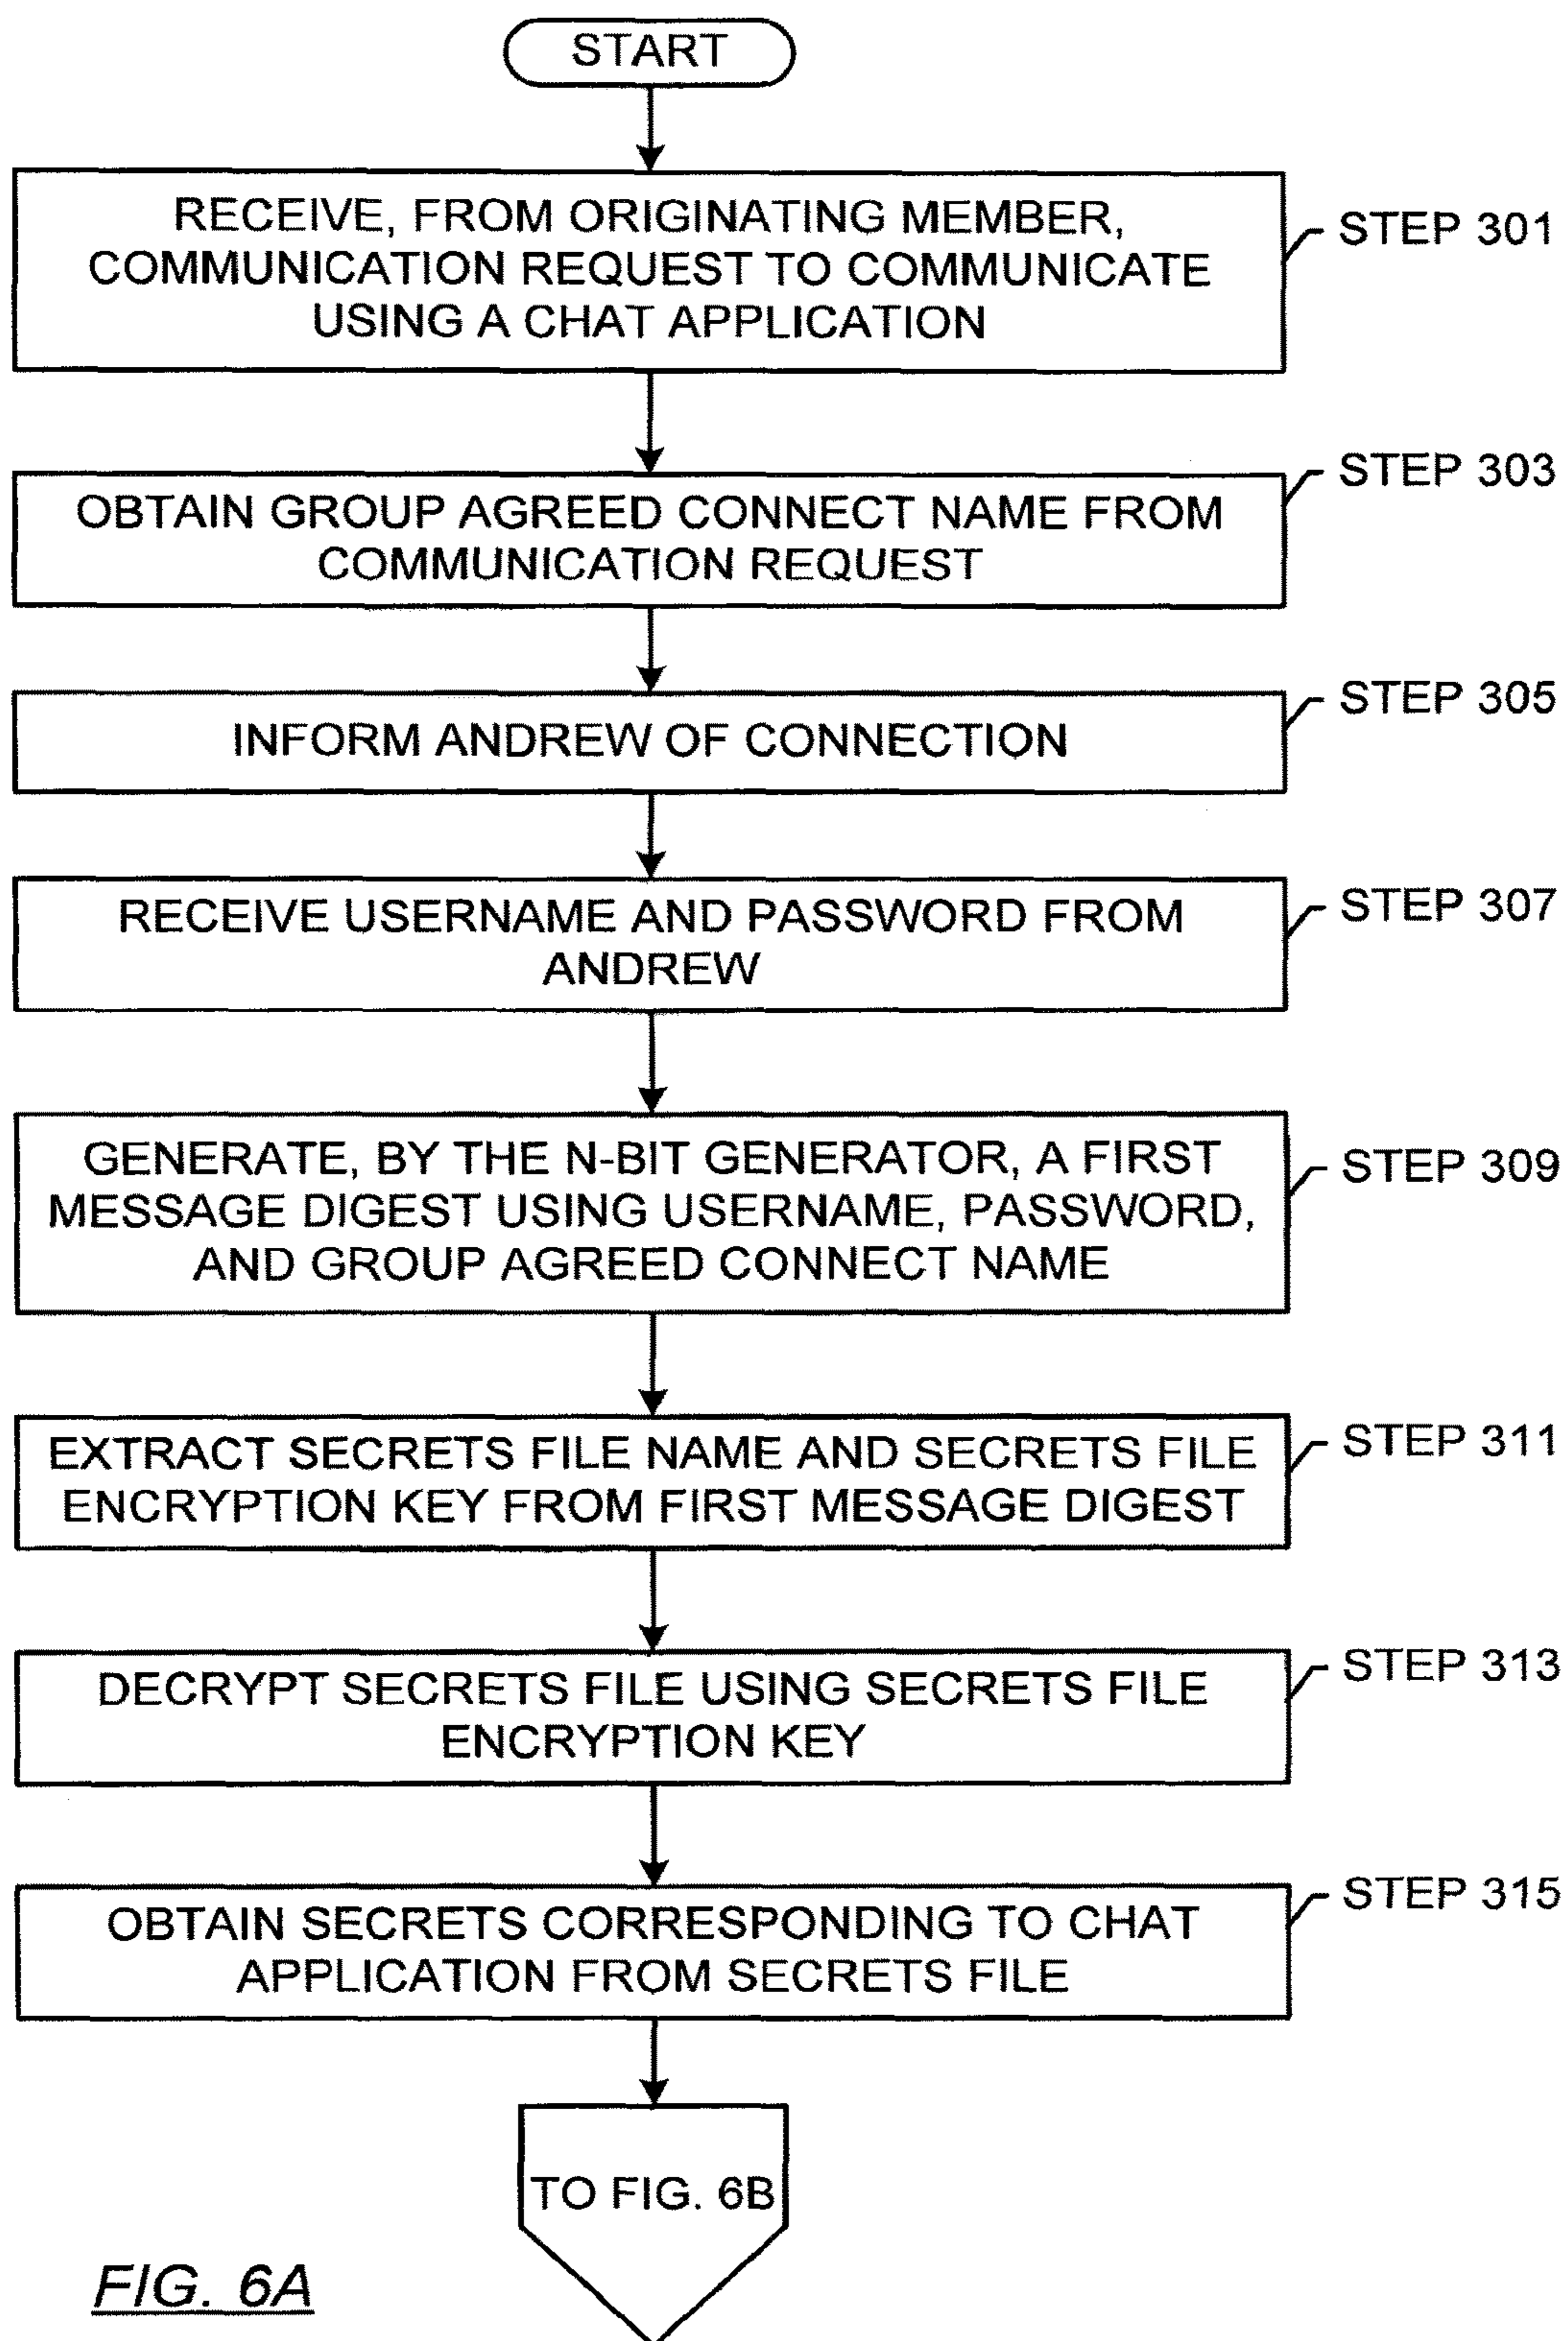 START
RECEIVE, FROM ORIGINATING MEMBER,
COMMUNICATION REQUEST TO COMMUNICATE
USING A CHAT APPLICATION
STEP 301
OBTAIN GROUP AGREED CONNECT NAME FROM
COMMUNICATION REQUEST
STEP 303
INFORM ANDREW OF CONNECTION
STEP 305
RECEIVE USERNAME AND PASSWORD FROM
ANDREW
STEP 307
GENERATE, BY THE N-BIT GENERATOR, A FIRST
MESSAGE DIGEST USING USERNAME, PASSWORD,
AND GROUP AGREED CONNECT NAME
STEP 309
EXTRACT SECRETS FILE NAME AND SECRETS FILE
ENCRYPTION KEY FROM FIRST MESSAGE DIGEST
STEP 311
DECRYPT SECRETS FILE USING SECRETS FILE
ENCRYPTION KEY
STEP 313
OBTAIN SECRETS CORRESPONDING TO CHAT
APPLICATION FROM SECRETS FILE
STEP 315
TO FIG. 6B
FIG. 6A